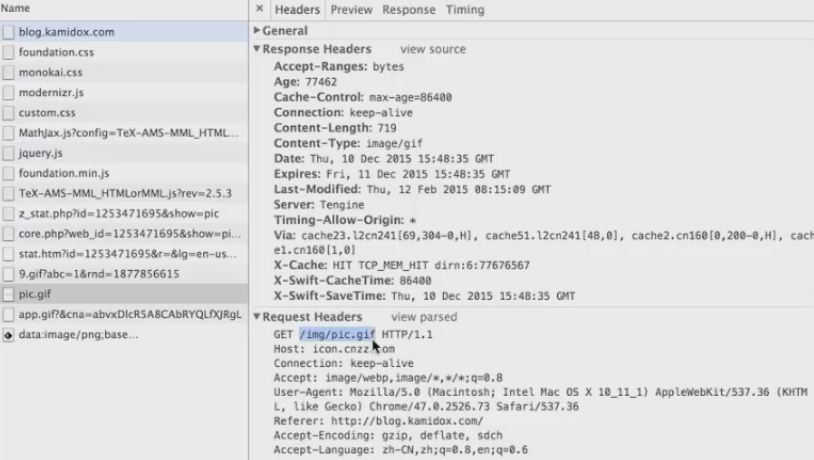 Name
blog.kamidox.com
foundation.css
monokai.css
modernizr.js
custom.css
MathJax.js?config=TeX-AMS-MML_HTML...
jquery.js
foundation.min.js
TeX-AMS-MML_HTMLorMML.js?rev=2.5.3
z_stat.php?id=1253471695&show=pic
core.php?web_id=1253471695&show=pi...
stat.htm?id=1253471695&r=&lg=en-us...
9.gif?abc=1&rnd=1877856615
pic.gif
app.gif?&cna=abvxDIcR5A8CAbRYQLfXJRgL
data:image/png;base...
× Headers Preview Response Timing
▶General
▼Response Headers view source
Accept-Ranges: bytes
Age: 77462
Cache-Control: max-age=86400
Connection: keep-alive
Content-Length: 719
Content-Type: image/gif
Date: Thu, 10 Dec 2015 15:48:35 GMT
Expires: Fri, 11 Dec 2015 15:48:35 GMT
Last-Modified: Thu, 12 Feb 2015 08:15:09 GMT
Server: Tengine
Timing-Allow-Origin: *
Via: cache23.l2cn241[69,304-0,H], cache51.l2cn241[48,0], cache2.cn160[0,200-0,H], cach
e1.cn160[1,0]
X-Cache: HIT TCP_MEM_HIT dirn:6:77676567
X-Swift-CacheTime: 86400
X-Swift-SaveTime: Thu, 10 Dec 2015 15:48:35 GMT
▼Request Headers view parsed
GET /img/pic.gif HTTP/1.1
Host: icon.cnzz.com
Connection: keep-alive
Accept: image/webp,image/*,*/*;q=0.8
User-Agent: Mozilla/5.0 (Macintosh; Intel Mac OS X 10_11_1) AppleWebKit/537.36 (KHTM
L, like Gecko) Chrome/47.0.2526.73 Safari/537.36
Referer: http://blog.kamidox.com/
Accept-Encoding: gzip, deflate, sdch
Accept-Language: zh-CN,zh;q=0.8,en;q=0.6